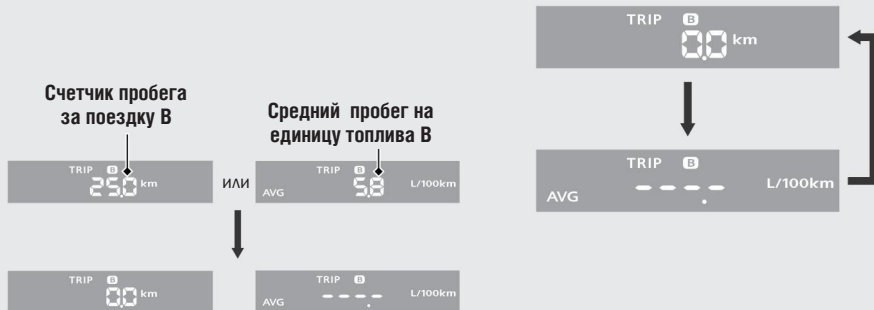 Счетчик пробега
за поездку B
TRIP B
25.0 km
или
Средний пробег на
единицу топлива B
TRIP B
AVG 5.8 L/100km
TRIP B
0.0 km
TRIP B
AVG - - - -. L/100km
TRIP B
0.0 km
TRIP B
AVG - - - -. L/100km